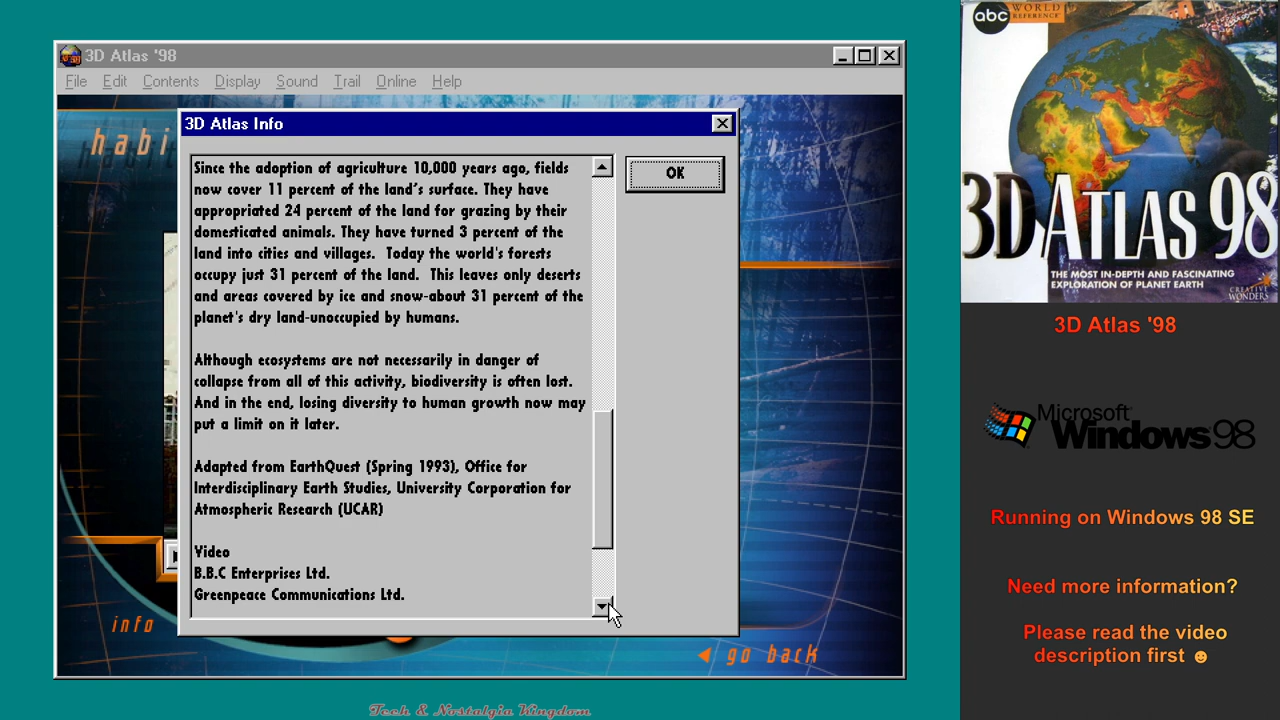 3D Atlas '98
File Edit Contents Display Sound Trail Online Help
habi
3D Atlas Info
Since the adoption of agriculture 10,000 years ago, fields
now cover 11 percent of the land's surface. They have
appropriated 24 percent of the land for grazing by their
domesticated animals. They have turned 3 percent of the
land into cities and villages.  Today the world's forests
occupy just 31 percent of the land.  This leaves only deserts
and areas covered by ice and snow-about 31 percent of the
planet's dry land-unoccupied by humans.
Although ecosystems are not necessarily in danger of
collapse from all of this activity, biodiversity is often lost.
And in the end, losing diversity to human growth now may
put a limit on it later.
Adapted from EarthQuest (Spring 1993), Office for
Interdisciplinary Earth Studies, University Corporation for
Atmospheric Research (UCAR)
Video
B.B.C Enterprises Ltd.
Greenpeace Communications Ltd.
OK
info
go back
Tech & Nostalgia Kingdom
abc WORLD
REFERENCE
3D ATLAS 98
THE MOST IN-DEPTH AND FASCINATING
EXPLORATION OF PLANET EARTH
CREATIVE
WONDERS
3D Atlas '98
Microsoft
Windows 98
Running on Windows 98 SE
Need more information?
Please read the video
description first ☻